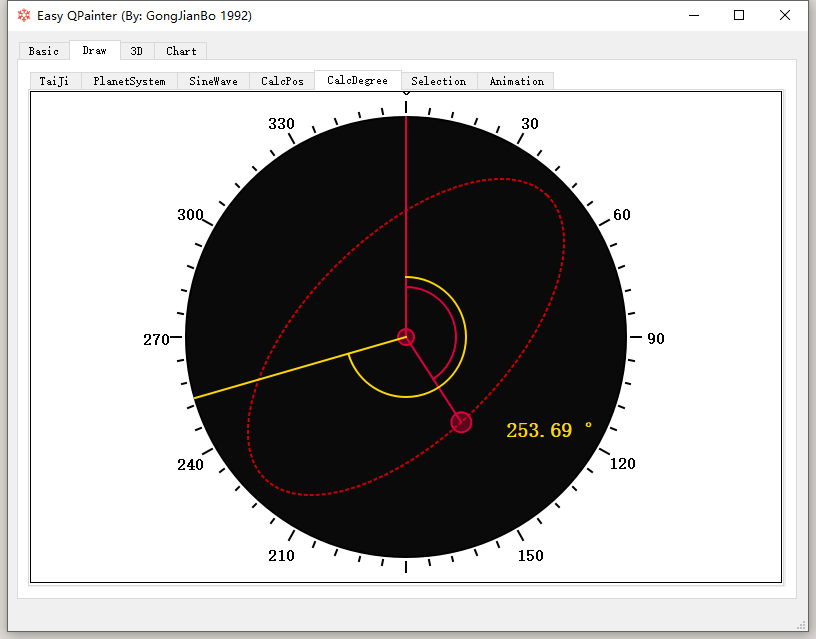 Easy QPainter (By: GongJianBo 1992)
Basic Draw 3D Chart
TaiJi PlanetSystem SineWave CalcPos CalcDegree Selection Animation
330 30
300 60
270 90
253.69 °
240 120
210 150